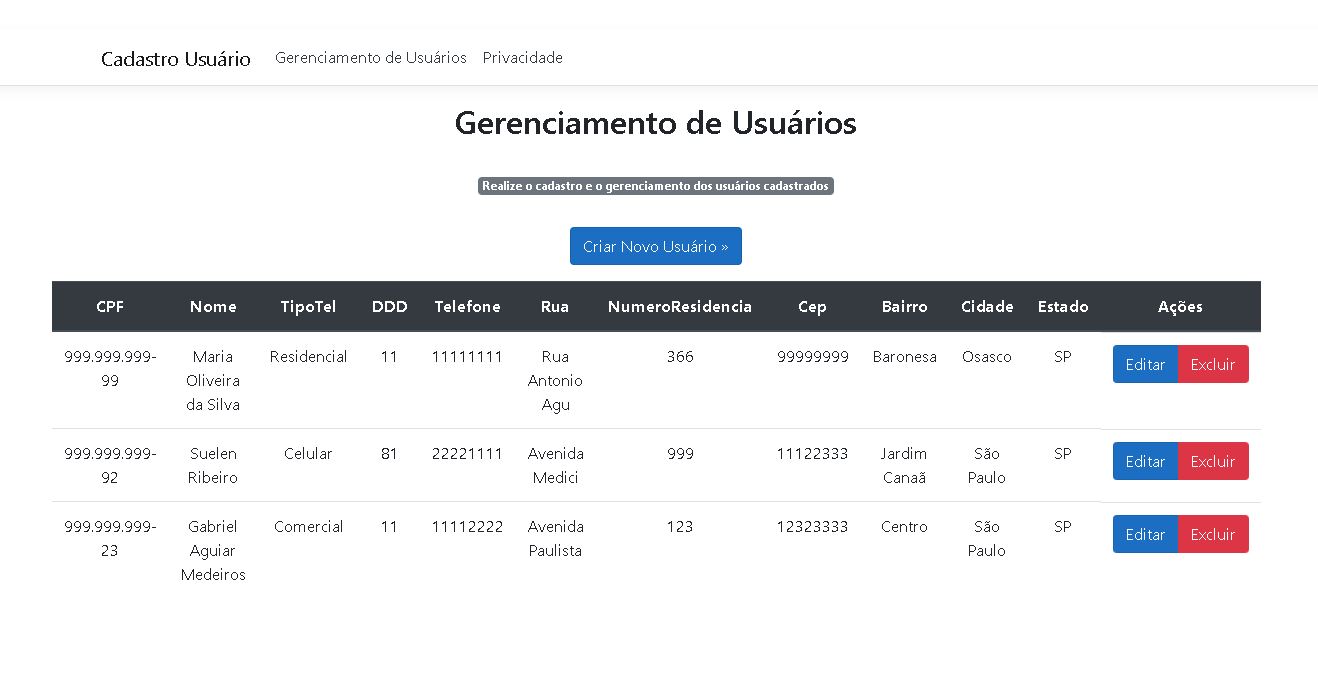 Cadastro Usuário Gerenciamento de Usuários Privacidade
Gerenciamento de Usuários
Realize o cadastro e o gerenciamento dos usuários cadastrados
Criar Novo Usuário »
CPF Nome TipoTel DDD Telefone Rua NumeroResidencia Cep Bairro Cidade Estado Ações
999.999.999- Maria Residencial 11 11111111 Rua 366 99999999 Baronesa Osasco SP Editar Excluir
99 Oliveira Antonio
da Silva Agu
999.999.999- Suelen Celular 81 22221111 Avenida 999 11122333 Jardim São SP Editar Excluir
92 Ribeiro Medici Canaã Paulo
999.999.999- Gabriel Comercial 11 11112222 Avenida 123 12323333 Centro São SP Editar Excluir
23 Aguiar Paulista Paulo
Medeiros